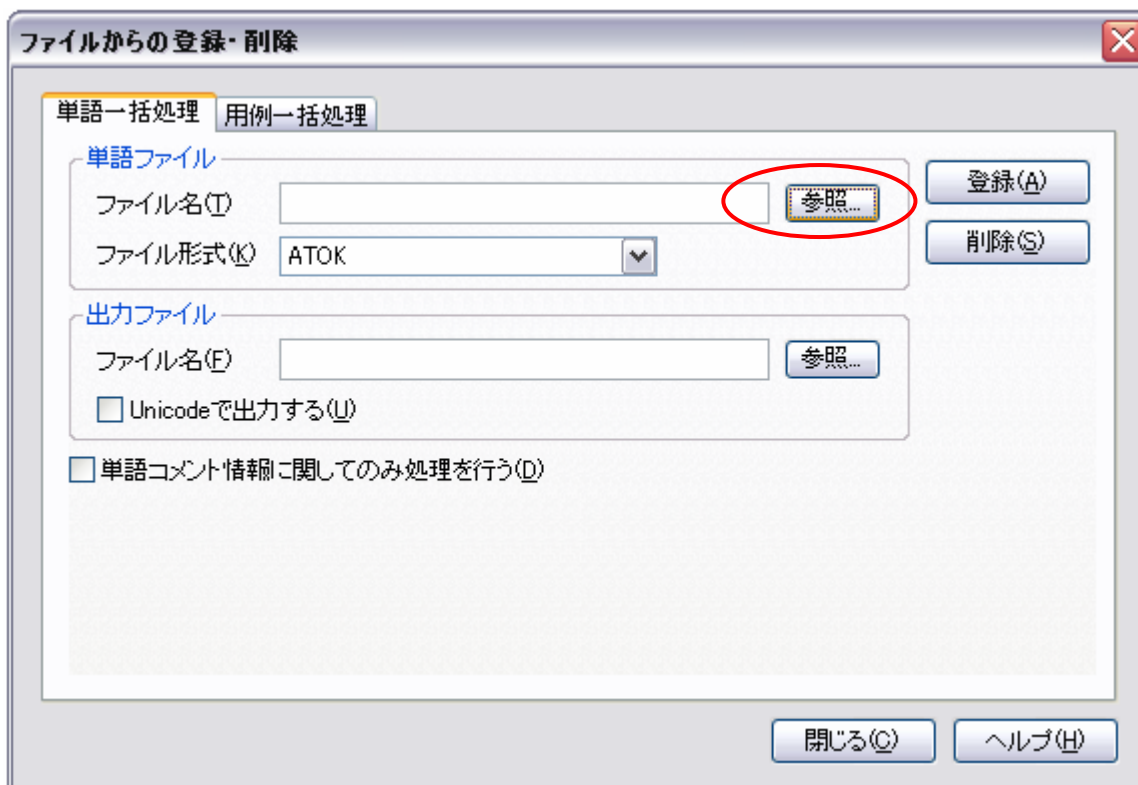 ファイルからの登録・削除
単語一括処理
用例一括処理
単語ファイル
ファイル名(T)
参照...
登録(A)
ファイル形式(K)
ATOK
削除(S)
出力ファイル
ファイル名(F)
参照...
Unicodeで出力する(U)
単語コメント情報に関してのみ処理を行う(D)
閉じる(C)
ヘルプ(H)